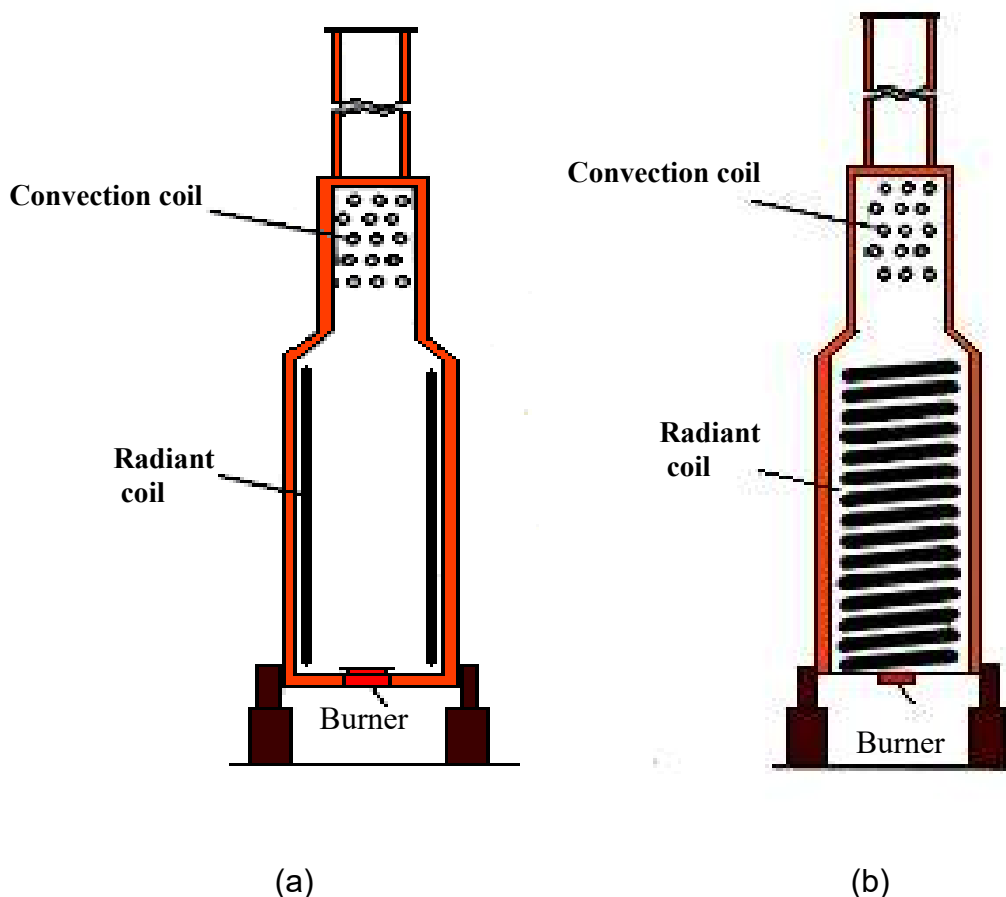 Convection coil
Radiant
coil
Burner
(a)
Convection coil
Radiant
coil
Burner
(b)